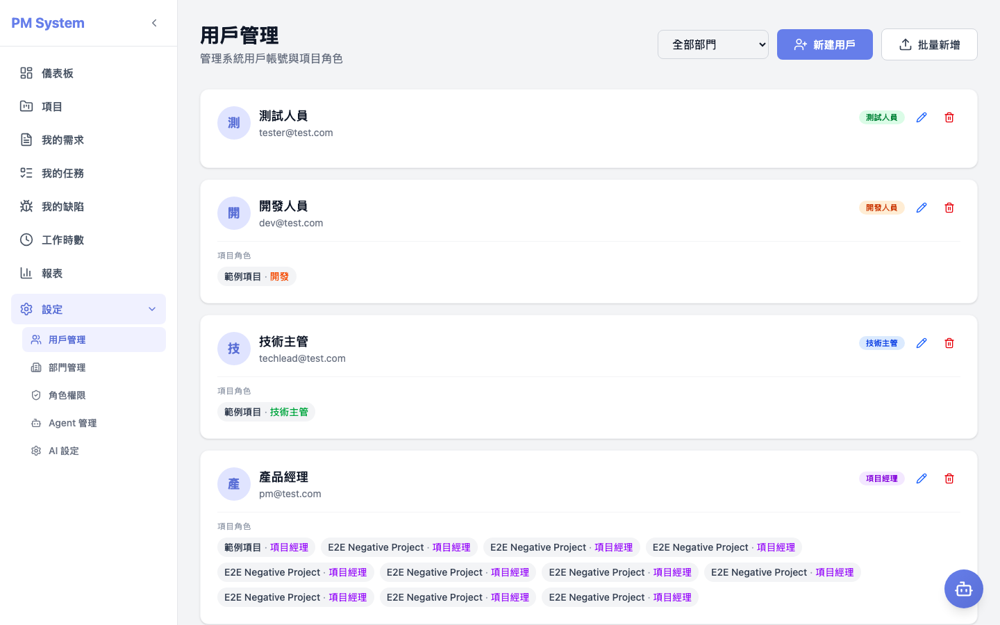 PM System
儀表板
項目
我的需求
我的任務
我的缺陷
工作時數
報表
設定
用戶管理
部門管理
角色權限
Agent 管理
AI 設定
用戶管理
管理系統用戶帳號與項目角色
全部部門
新建用戶
批量新增
測
測試人員
tester@test.com
測試人員
開
開發人員
dev@test.com
開發人員
項目角色
範例項目 · 開發
技
技術主管
techlead@test.com
技術主管
項目角色
範例項目 · 技術主管
產
產品經理
pm@test.com
項目經理
項目角色
範例項目 · 項目經理 E2E Negative Project · 項目經理 E2E Negative Project · 項目經理 E2E Negative Project · 項目經理
E2E Negative Project · 項目經理 E2E Negative Project · 項目經理 E2E Negative Project · 項目經理 E2E Negative Project · 項目經理
E2E Negative Project · 項目經理 E2E Negative Project · 項目經理 E2E Negative Project · 項目經理